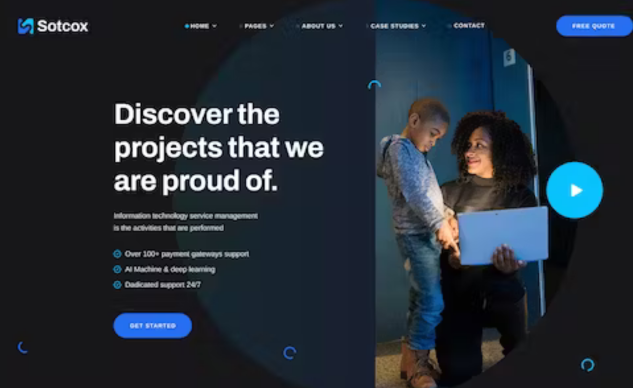 Sotcox
HOME PAGES ABOUT US CASE STUDIES CONTACT FREE QUOTE
Discover the
projects that we
are proud of.
Information technology service management
is the activities that are performed
Over 100+ payment gateways support
AI Machine & deep learning
Dadicated support 24/7
GET STARTED